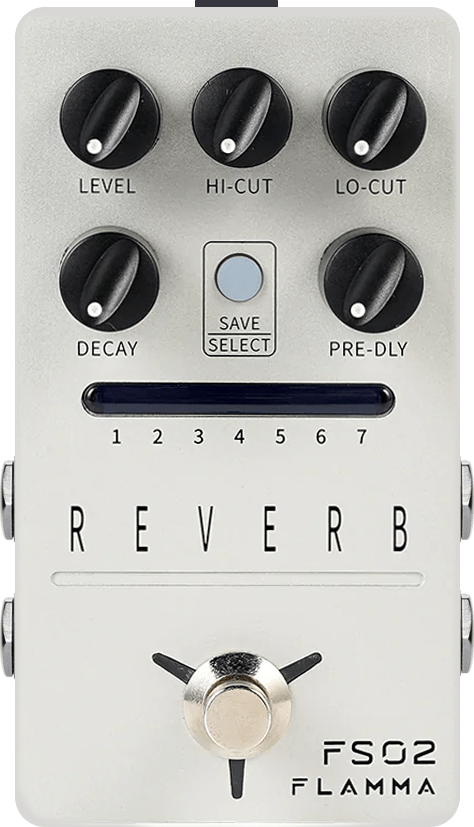 LEVEL HI-CUT LO-CUT
SAVE
SELECT
DECAY PRE-DLY
1 2 3 4 5 6 7
REVERB
FS02
FLAMMA